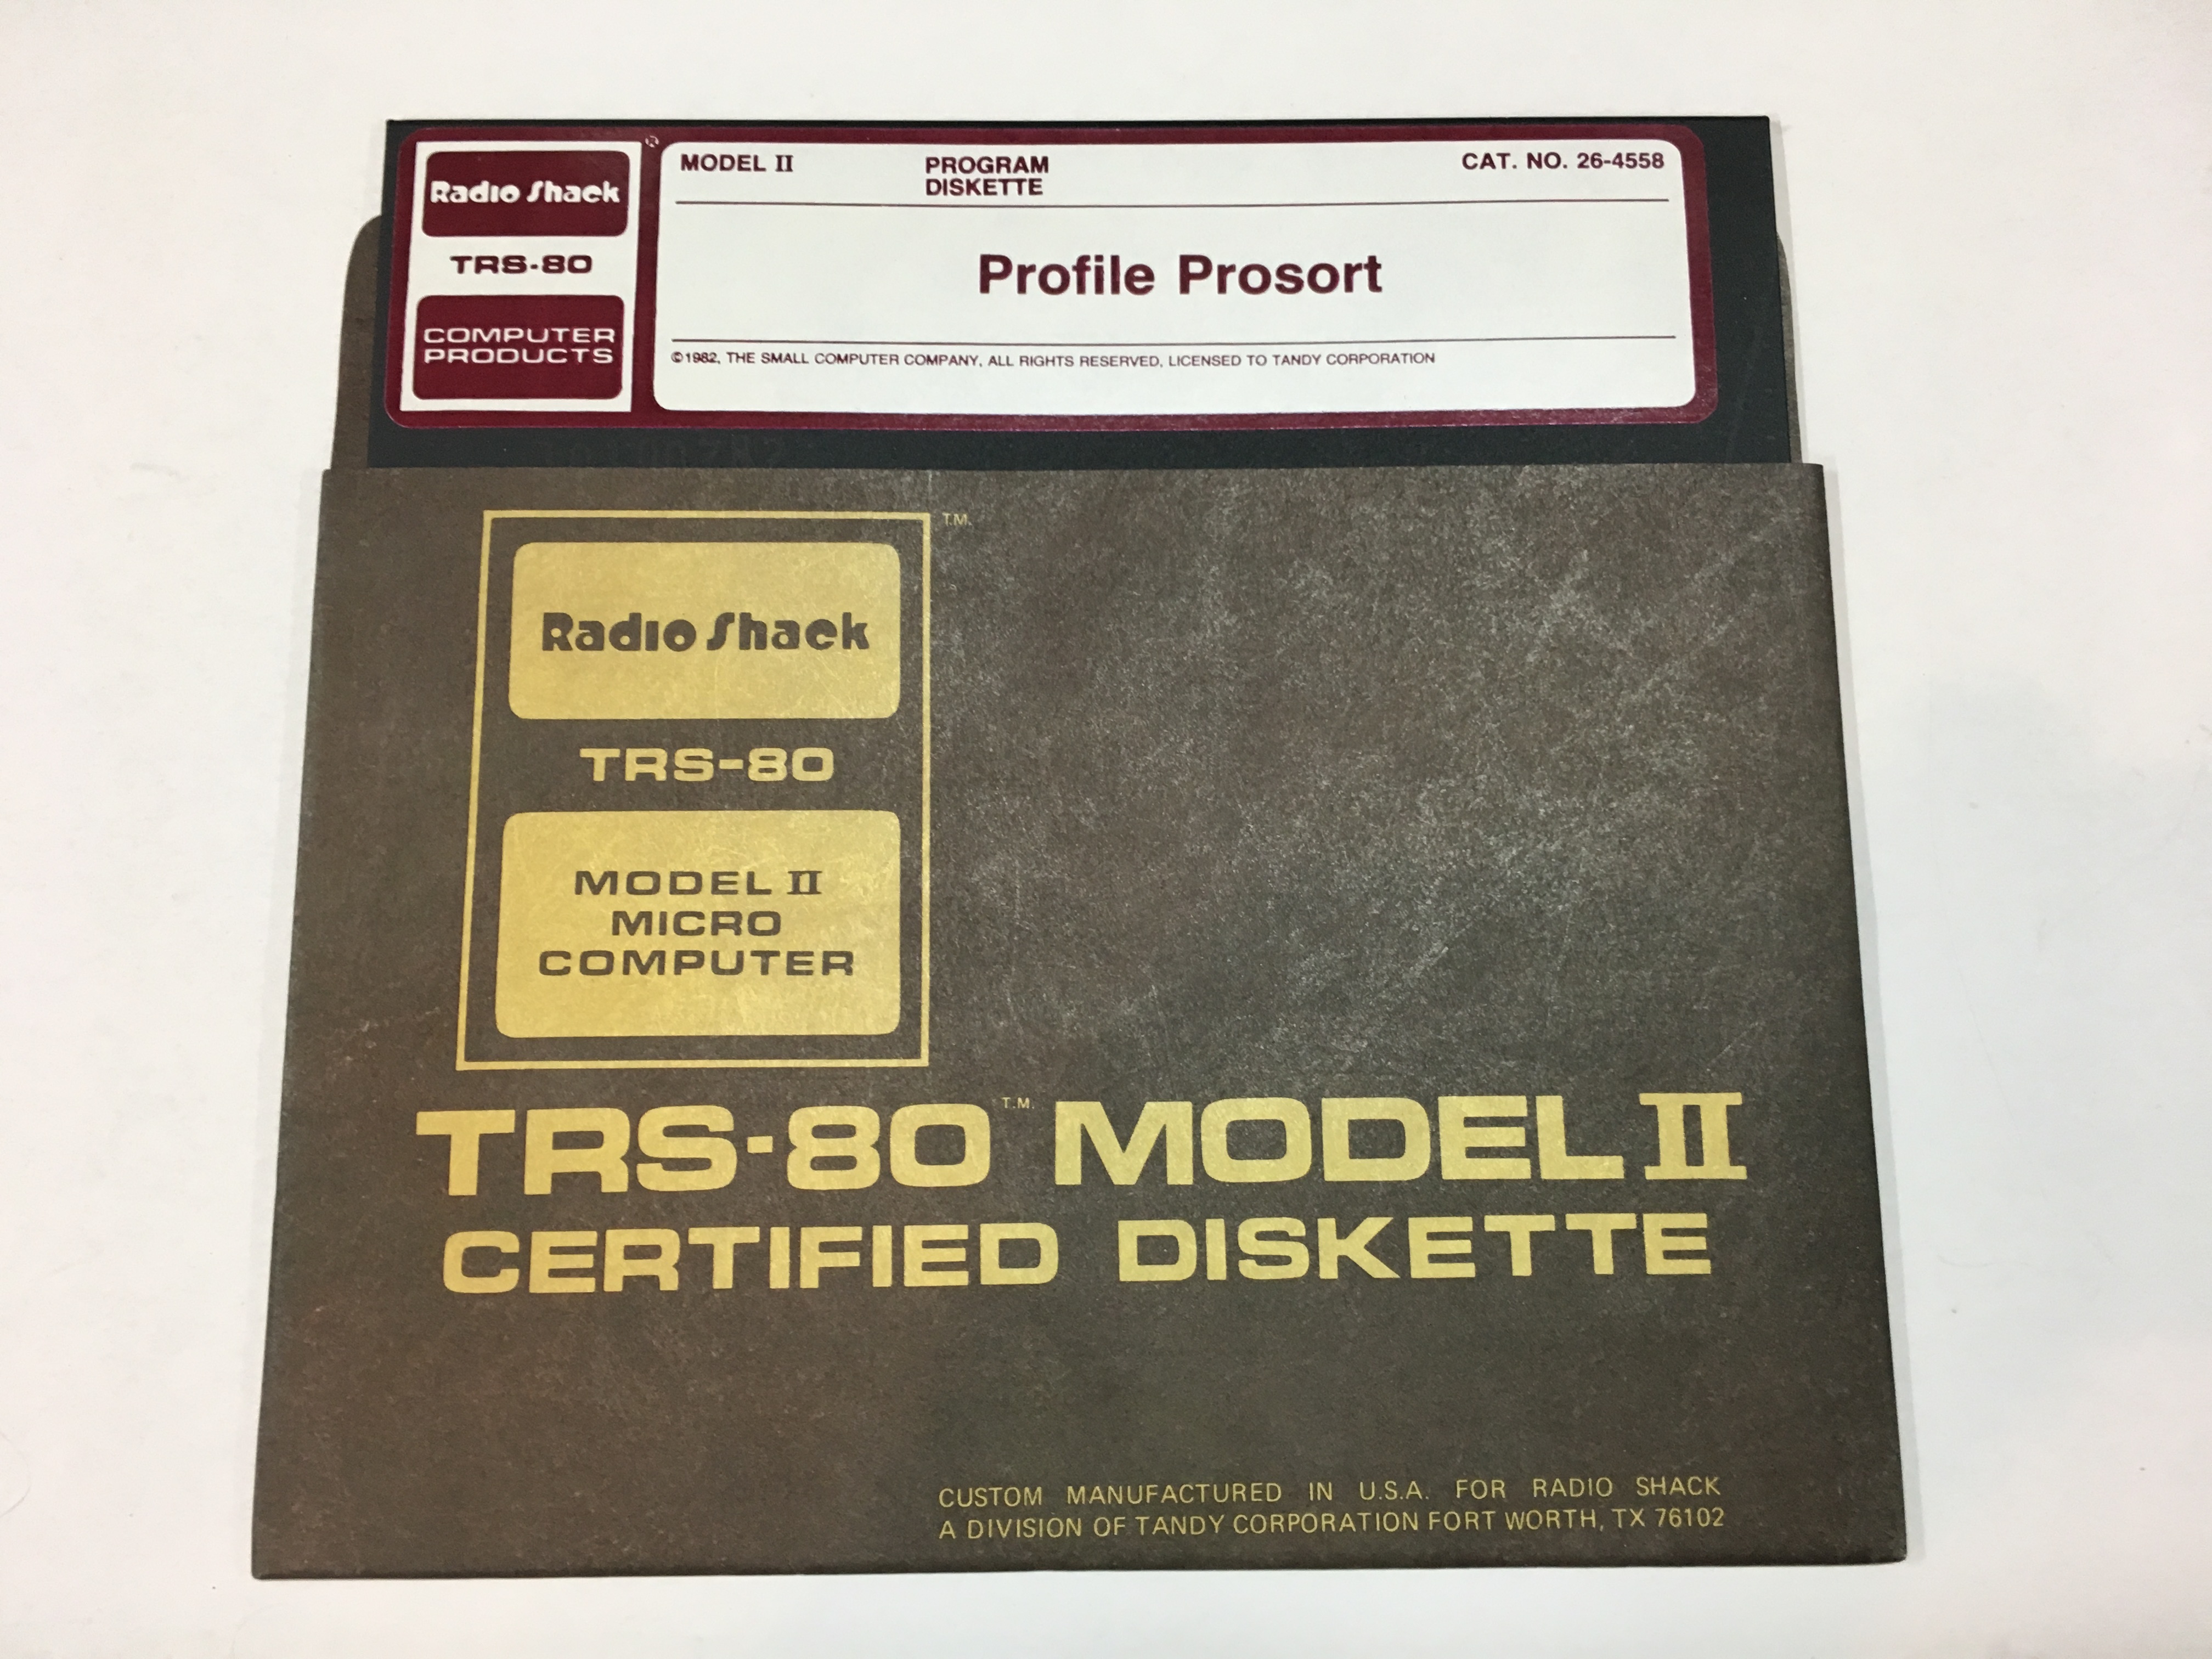 ®
Radio Shack
TRS-80
COMPUTER
PRODUCTS
MODEL II
PROGRAM
DISKETTE
CAT. NO. 26-4558
Profile Prosort
©1982, THE SMALL COMPUTER COMPANY, ALL RIGHTS RESERVED, LICENSED TO TANDY CORPORATION
T.M.
Radio Shack
TRS-80
MODEL II
MICRO
COMPUTER
TRS-80 T.M. MODEL II
CERTIFIED DISKETTE
CUSTOM MANUFACTURED IN U.S.A. FOR RADIO SHACK
A DIVISION OF TANDY CORPORATION FORT WORTH, TX 76102